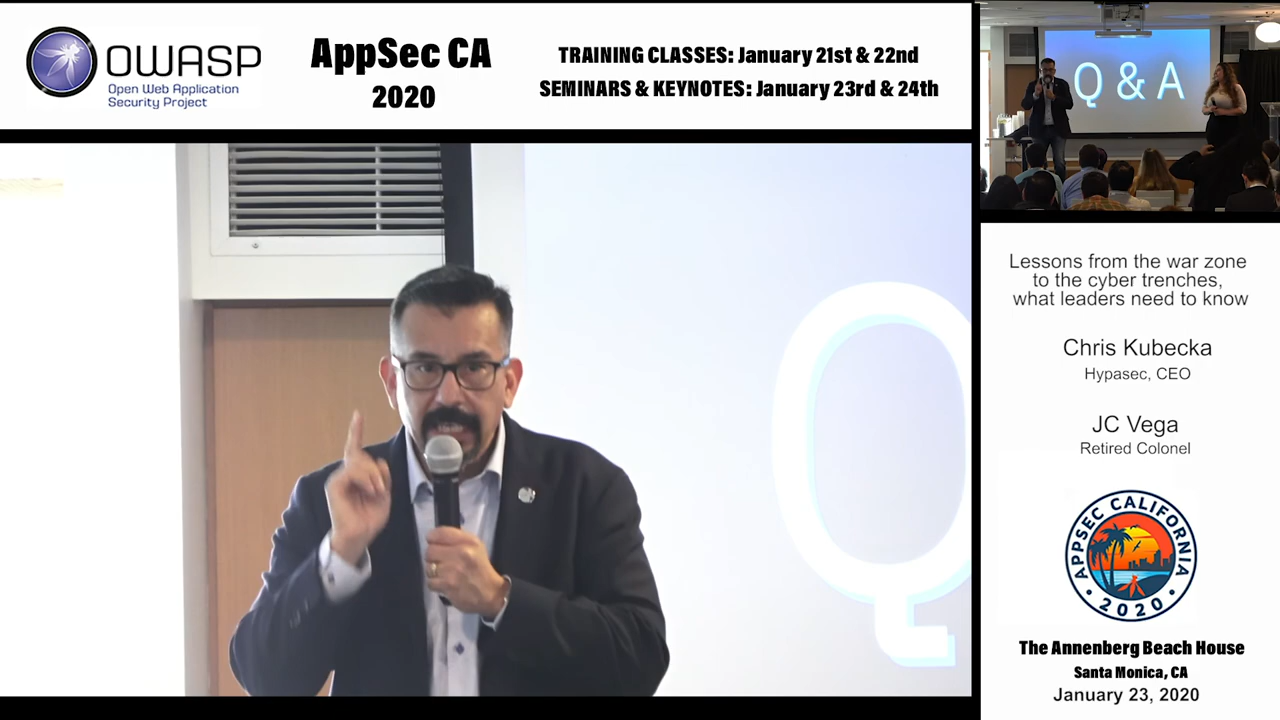 OWASP
Open Web Application
Security Project
AppSec CA
2020
TRAINING CLASSES: January 21st & 22nd
SEMINARS & KEYNOTES: January 23rd & 24th
Q & A
Q
Lessons from the war zone
to the cyber trenches,
what leaders need to know
Chris Kubecka
Hypasec, CEO
JC Vega
Retired Colonel
APPSEC CALIFORNIA
• 2020 •
The Annenberg Beach House
Santa Monica, CA
January 23, 2020